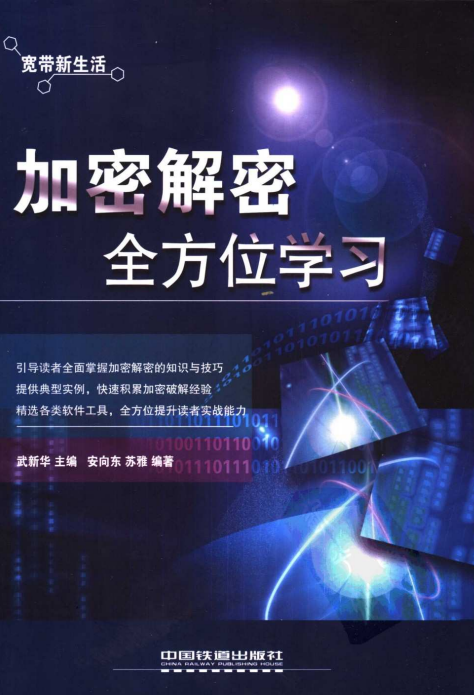 宽带新生活
加密解密
全方位学习
引导读者全面掌握加密解密的知识与技巧
提供典型实例，快速积累加密破解经验
精选各类软件工具，全方位提升读者实战能力
武新华 主编 安向东 苏雅 编著
中国铁道出版社
CHINA RAILWAY PUBLISHING HOUSE